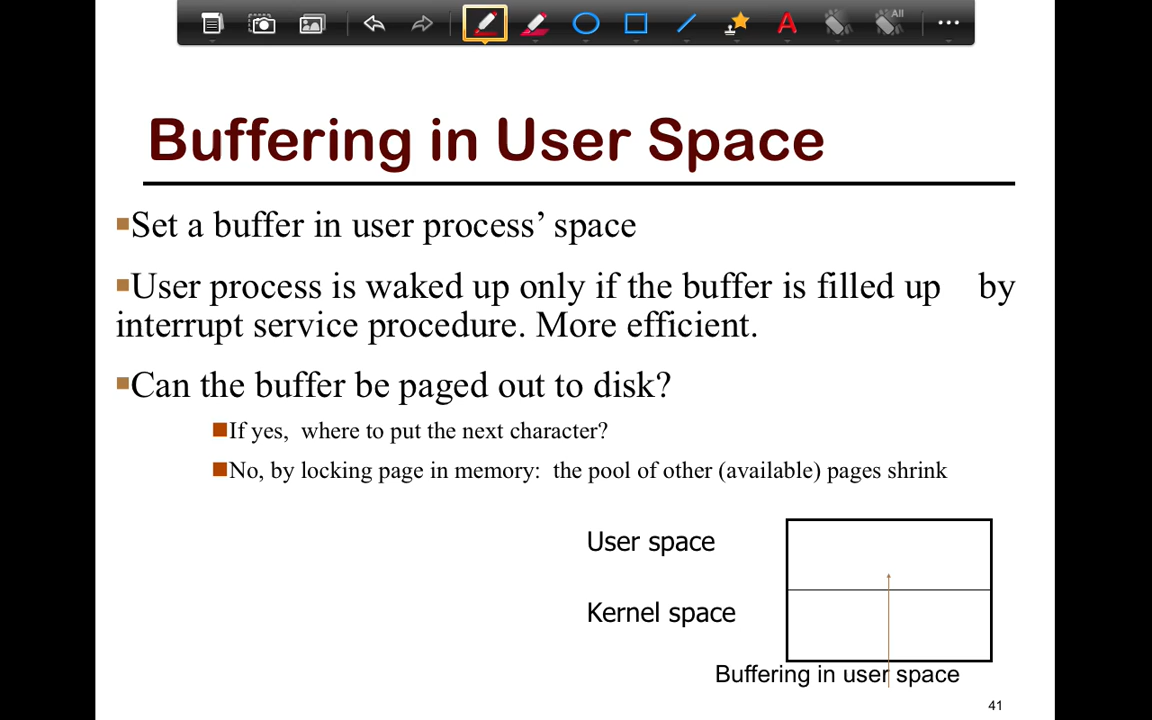 All
A
Buffering in User Space
Set a buffer in user process’ space
User process is waked up only if the buffer is filled up by
interrupt service procedure. More efficient.
Can the buffer be paged out to disk?
If yes, where to put the next character?
No, by locking page in memory: the pool of other (available) pages shrink
User space
Kernel space
Buffering in user space
41